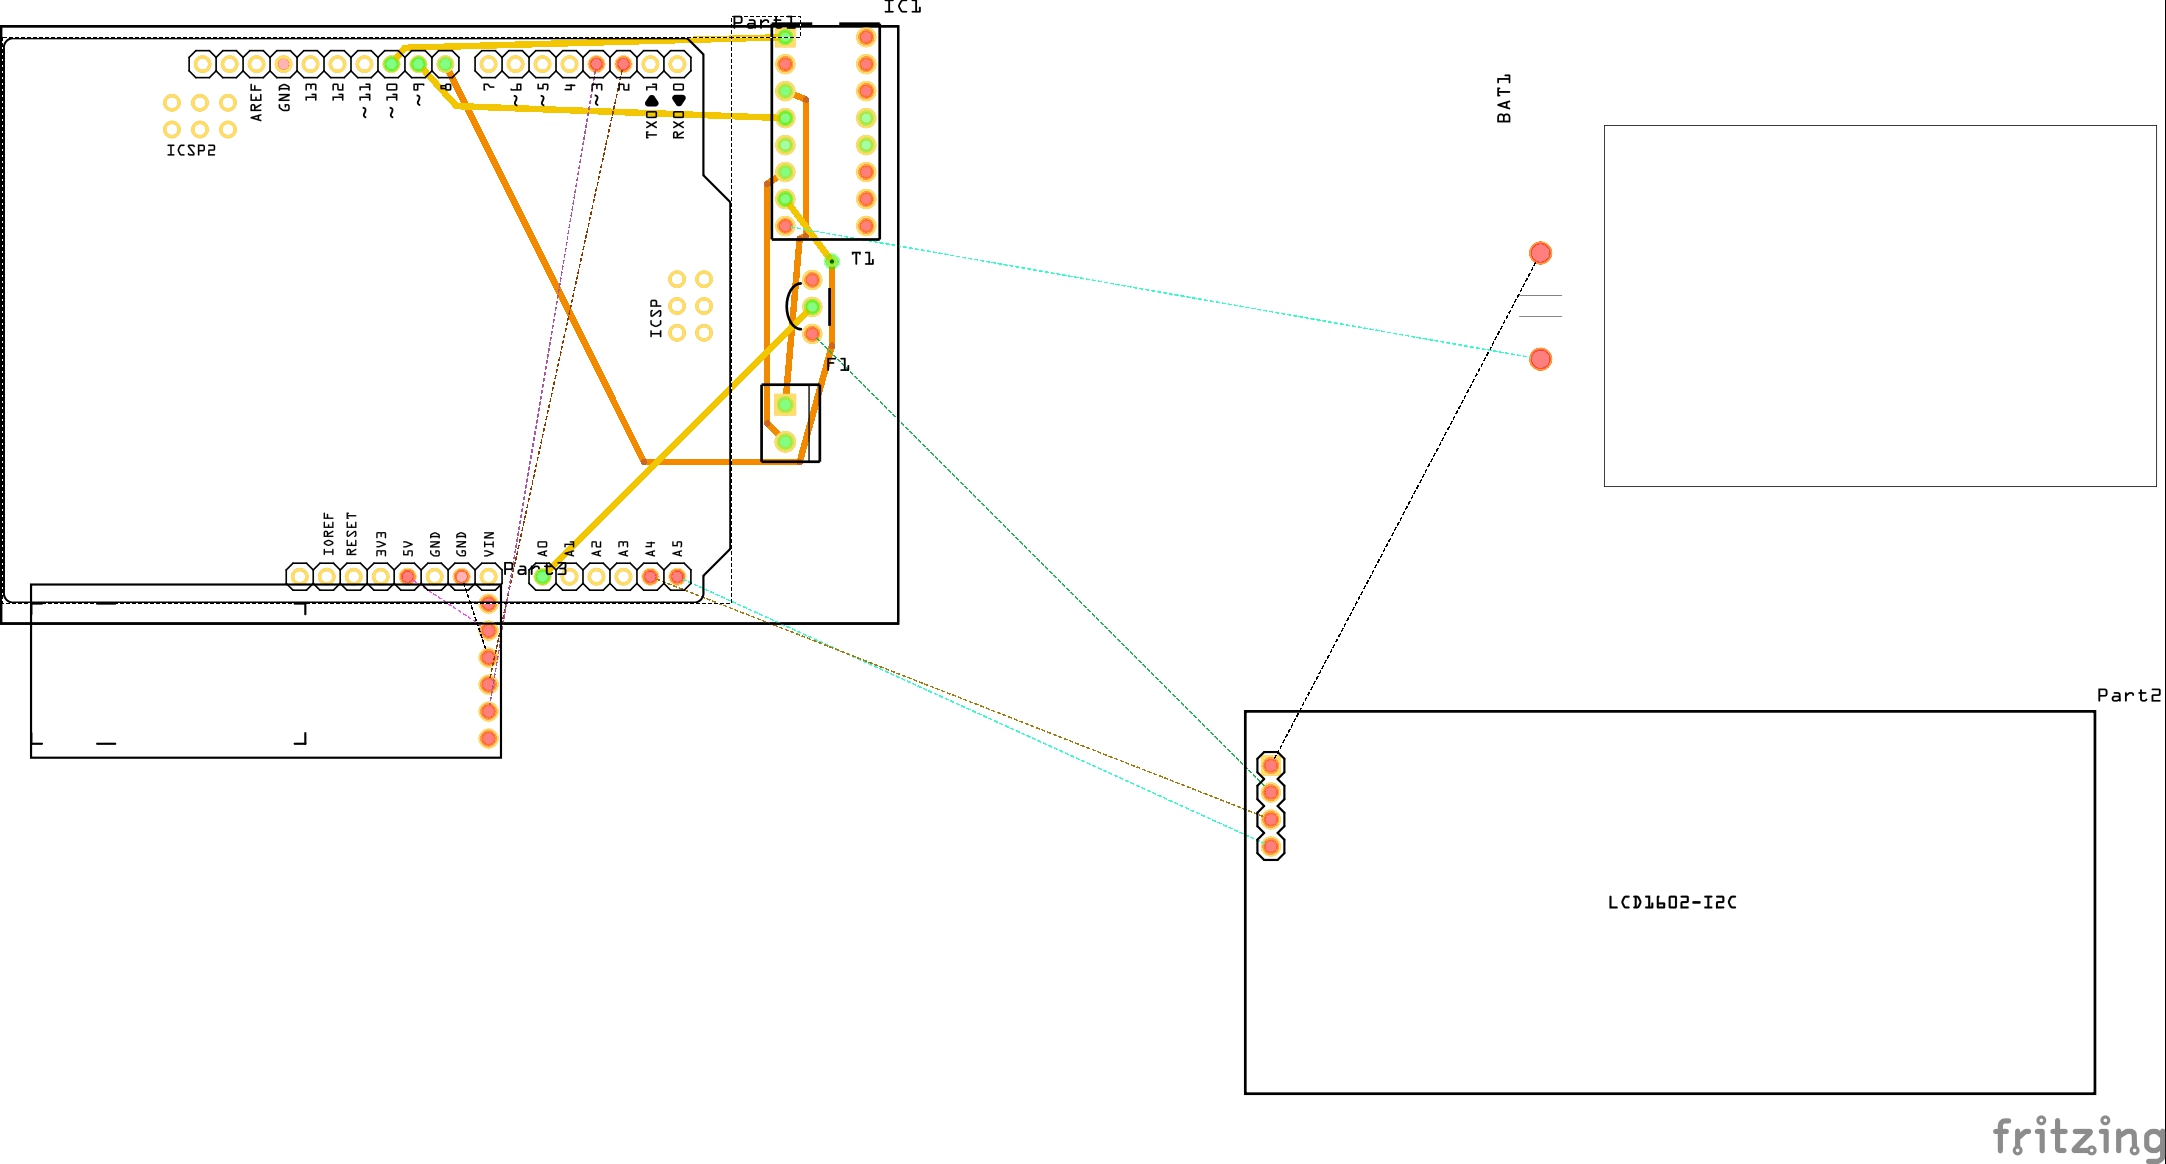 IC1
Part1
AREF
GND
13
12
~11
~10
~9
8
7
~6
~5
4
~3
2
TX0 1
RX0 0
BAT1
ICSP2
T1
ICSP
F1
IOREF
RESET
3V3
5V
GND
GND
VIN
A0
A1
A2
A3
A4
A5
Part3
Part2
LCD1602-I2C
fritzing